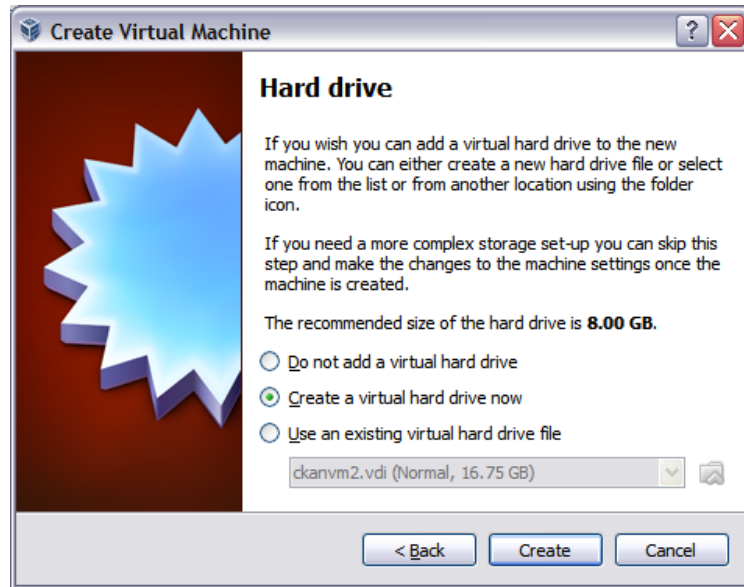 Create Virtual Machine
?
Hard drive
If you wish you can add a virtual hard drive to the new
machine. You can either create a new hard drive file or select
one from the list or from another location using the folder
icon.
If you need a more complex storage set-up you can skip this
step and make the changes to the machine settings once the
machine is created.
The recommended size of the hard drive is 8.00 GB.
Do not add a virtual hard drive
Create a virtual hard drive now
Use an existing virtual hard drive file
ckanvm2.vdi (Normal, 16.75 GB)
< Back
Create
Cancel